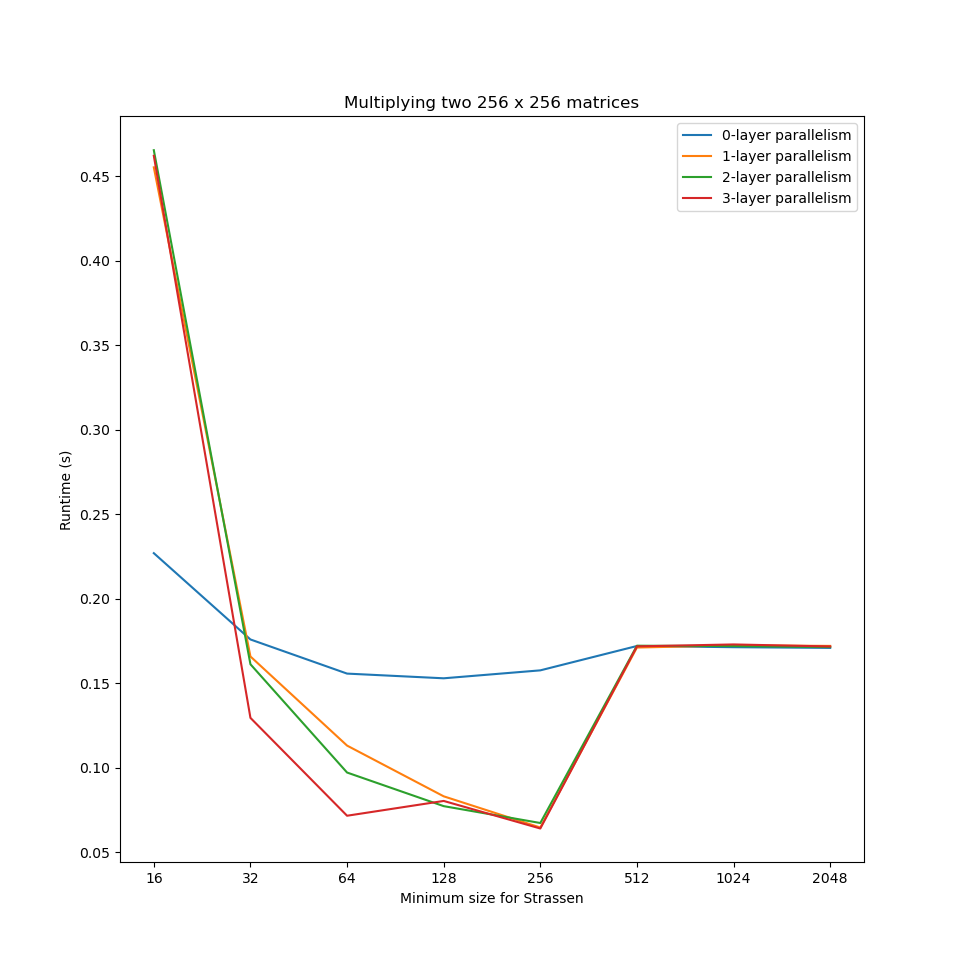 Multiplying two 256 x 256 matrices
0-layer parallelism
1-layer parallelism
2-layer parallelism
3-layer parallelism
0.45
0.40
0.35
0.30
0.25
0.20
0.15
0.10
0.05
Runtime (s)
16 32 64 128 256 512 1024 2048
Minimum size for Strassen